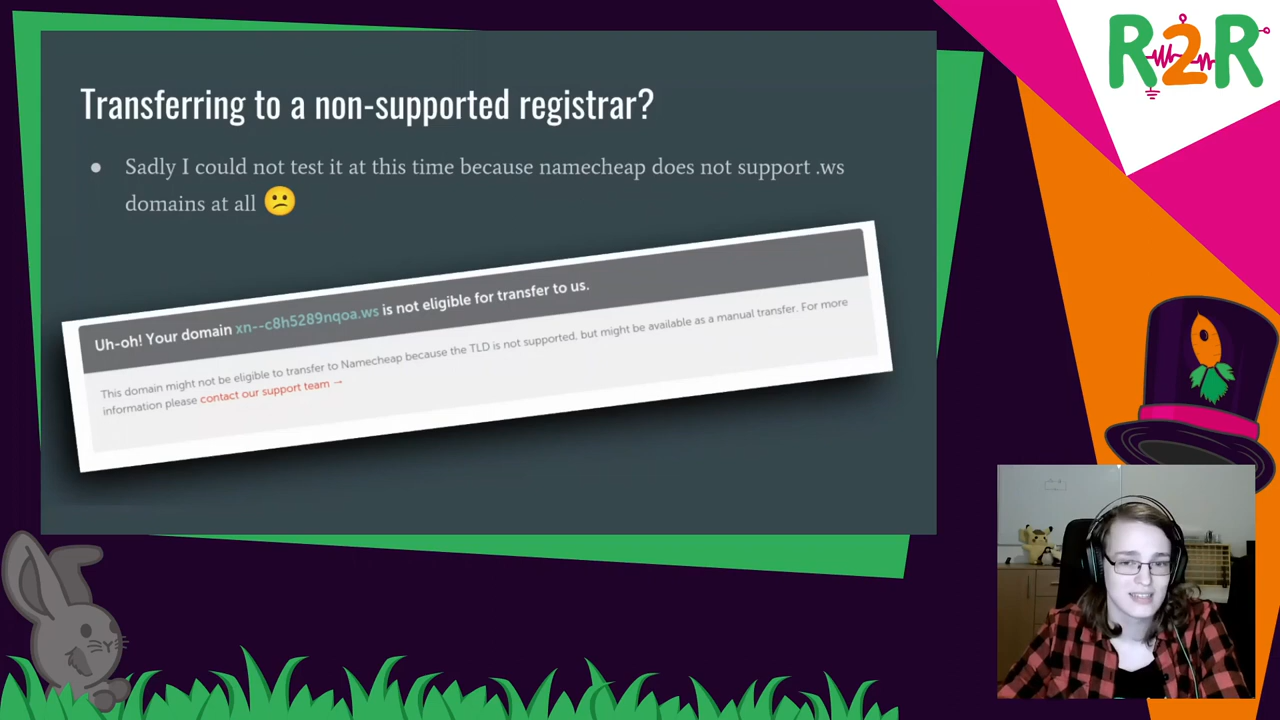 R2R
Transferring to a non-supported registrar?
● Sadly I could not test it at this time because namecheap does not support .ws
domains at all 😕
Uh-oh! Your domain xn--c8h5289nqoa.ws is not eligible for transfer to us.
This domain might not be eligible to transfer to Namecheap because the TLD is not supported, but might be available as a manual transfer. For more
information please contact our support team →